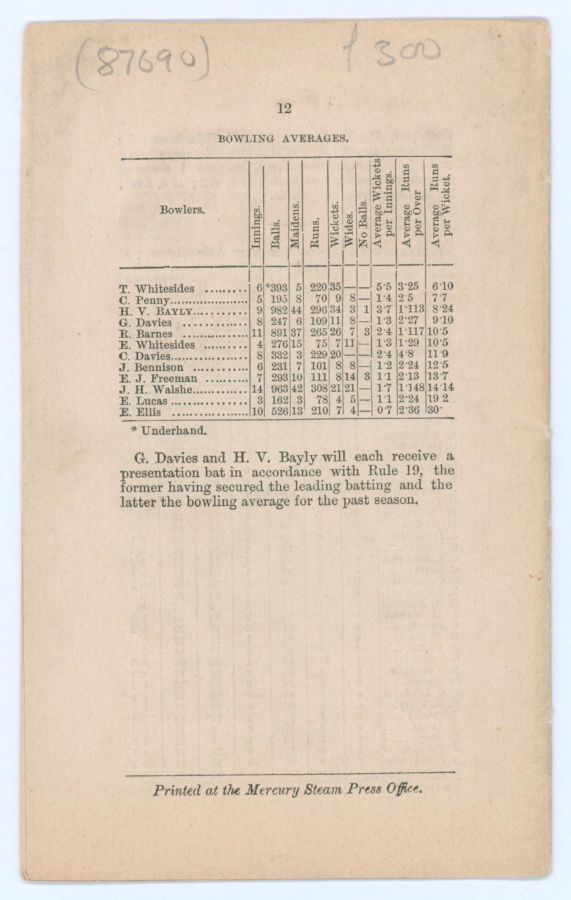 (87690) f300
12
BOWLING AVERAGES.
Bowlers. Innings. Balls. Maidens. Runs. Wickets. Wides. No Balls. Average Wickets per Innings. Average Runs per Over Average Runs per Wicket.
T. Whitesides ......... 6 *393 5 220 35 — — 5·5 3·25 6·10
C. Penny...................... 5 195 8 70 9 8 — 1·4 2·5 7·7
H. V. BAYLY............... 9 982 44 296 34 3 1 3·7 1·113 8·24
G. Davies .............. 8 247 6 109 11 8 — 1·3 2·27 9·10
R. Barnes .............. 11 891 37 265 26 7 3 2·4 1·117 10·5
E. Whitesides ......... 4 276 15 75 7 11 — 1·3 1·29 10·5
C. Davies.................... 8 332 3 229 20 — — 2·4 4·8 11·9
J. Bennison ............ 6 231 7 101 8 8 — 1·2 2·24 12·5
E. J. Freeman ......... 7 293 10 111 8 14 3 1·1 2·13 13·7
J. H. Walshe............ 14 963 42 308 21 21 — 1·7 1·148 14·14
E. Lucas .................. 3 162 3 78 4 5 — 1·1 2·24 19 2
E. Ellis .................. 10 526 13 210 7 4 — 0·7 2·36 30·
* Underhand.
G. Davies and H. V. Bayly will each receive a
presentation bat in accordance with Rule 19, the
former having secured the leading batting and the
latter the bowling average for the past season.
Printed at the Mercury Steam Press Office.